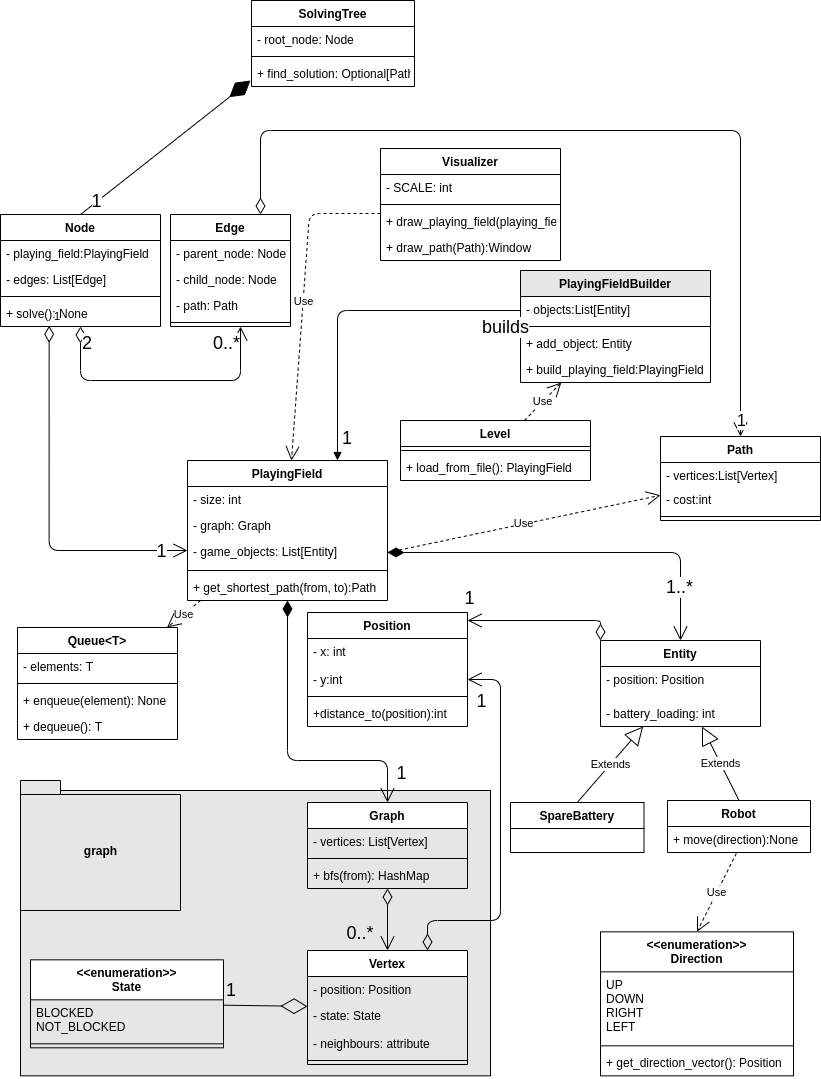 SolvingTree
- root_node: Node
+ find_solution: Optional[Path
1
Visualizer
- SCALE: int
+ draw_playing_field(playing_fie
+ draw_path(Path):Window
Node
- playing_field:PlayingField
- edges: List[Edge]
+ solve():None
1
Edge
- parent_node: Node
- child_node: Node
- path: Path
2
0..*
Use
PlayingFieldBuilder
- objects:List[Entity]
+ add_object: Entity
+ build_playing_field:PlayingField
builds
Use
1
1
Level
+ load_from_file(): PlayingField
Path
- vertices:List[Vertex]
- cost:int
PlayingField
- size: int
- graph: Graph
- game_objects: List[Entity]
+ get_shortest_path(from, to):Path
1
Use
Use
1..*
Queue<T>
- elements: T
+ enqueue(element): None
+ dequeue(): T
Position
- x: int
- y:int
+distance_to(position):int
1
1
Entity
- position: Position
- battery_loading: int
Extends
Extends
1
SpareBattery
Robot
+ move(direction):None
Use
graph
Graph
- vertices: List[Vertex]
+ bfs(from): HashMap
0..*
Vertex
- position: Position
- state: State
- neighbours: attribute
1
<<enumeration>>
State
BLOCKED
NOT_BLOCKED
<<enumeration>>
Direction
UP
DOWN
RIGHT
LEFT
+ get_direction_vector(): Position